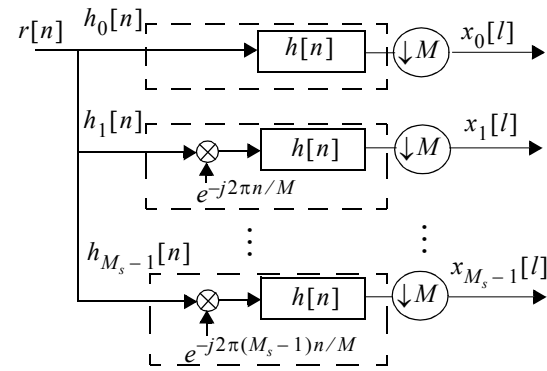 r[n]
h_0[n]
h[n]
↓M
x_0[l]
h_1[n]
h[n]
↓M
x_1[l]
e^{-j2πn/M}
⋮ ⋮
h_{M_s-1}[n]
h[n]
↓M
x_{M_s-1}[l]
e^{-j2π(M_s-1)n/M}